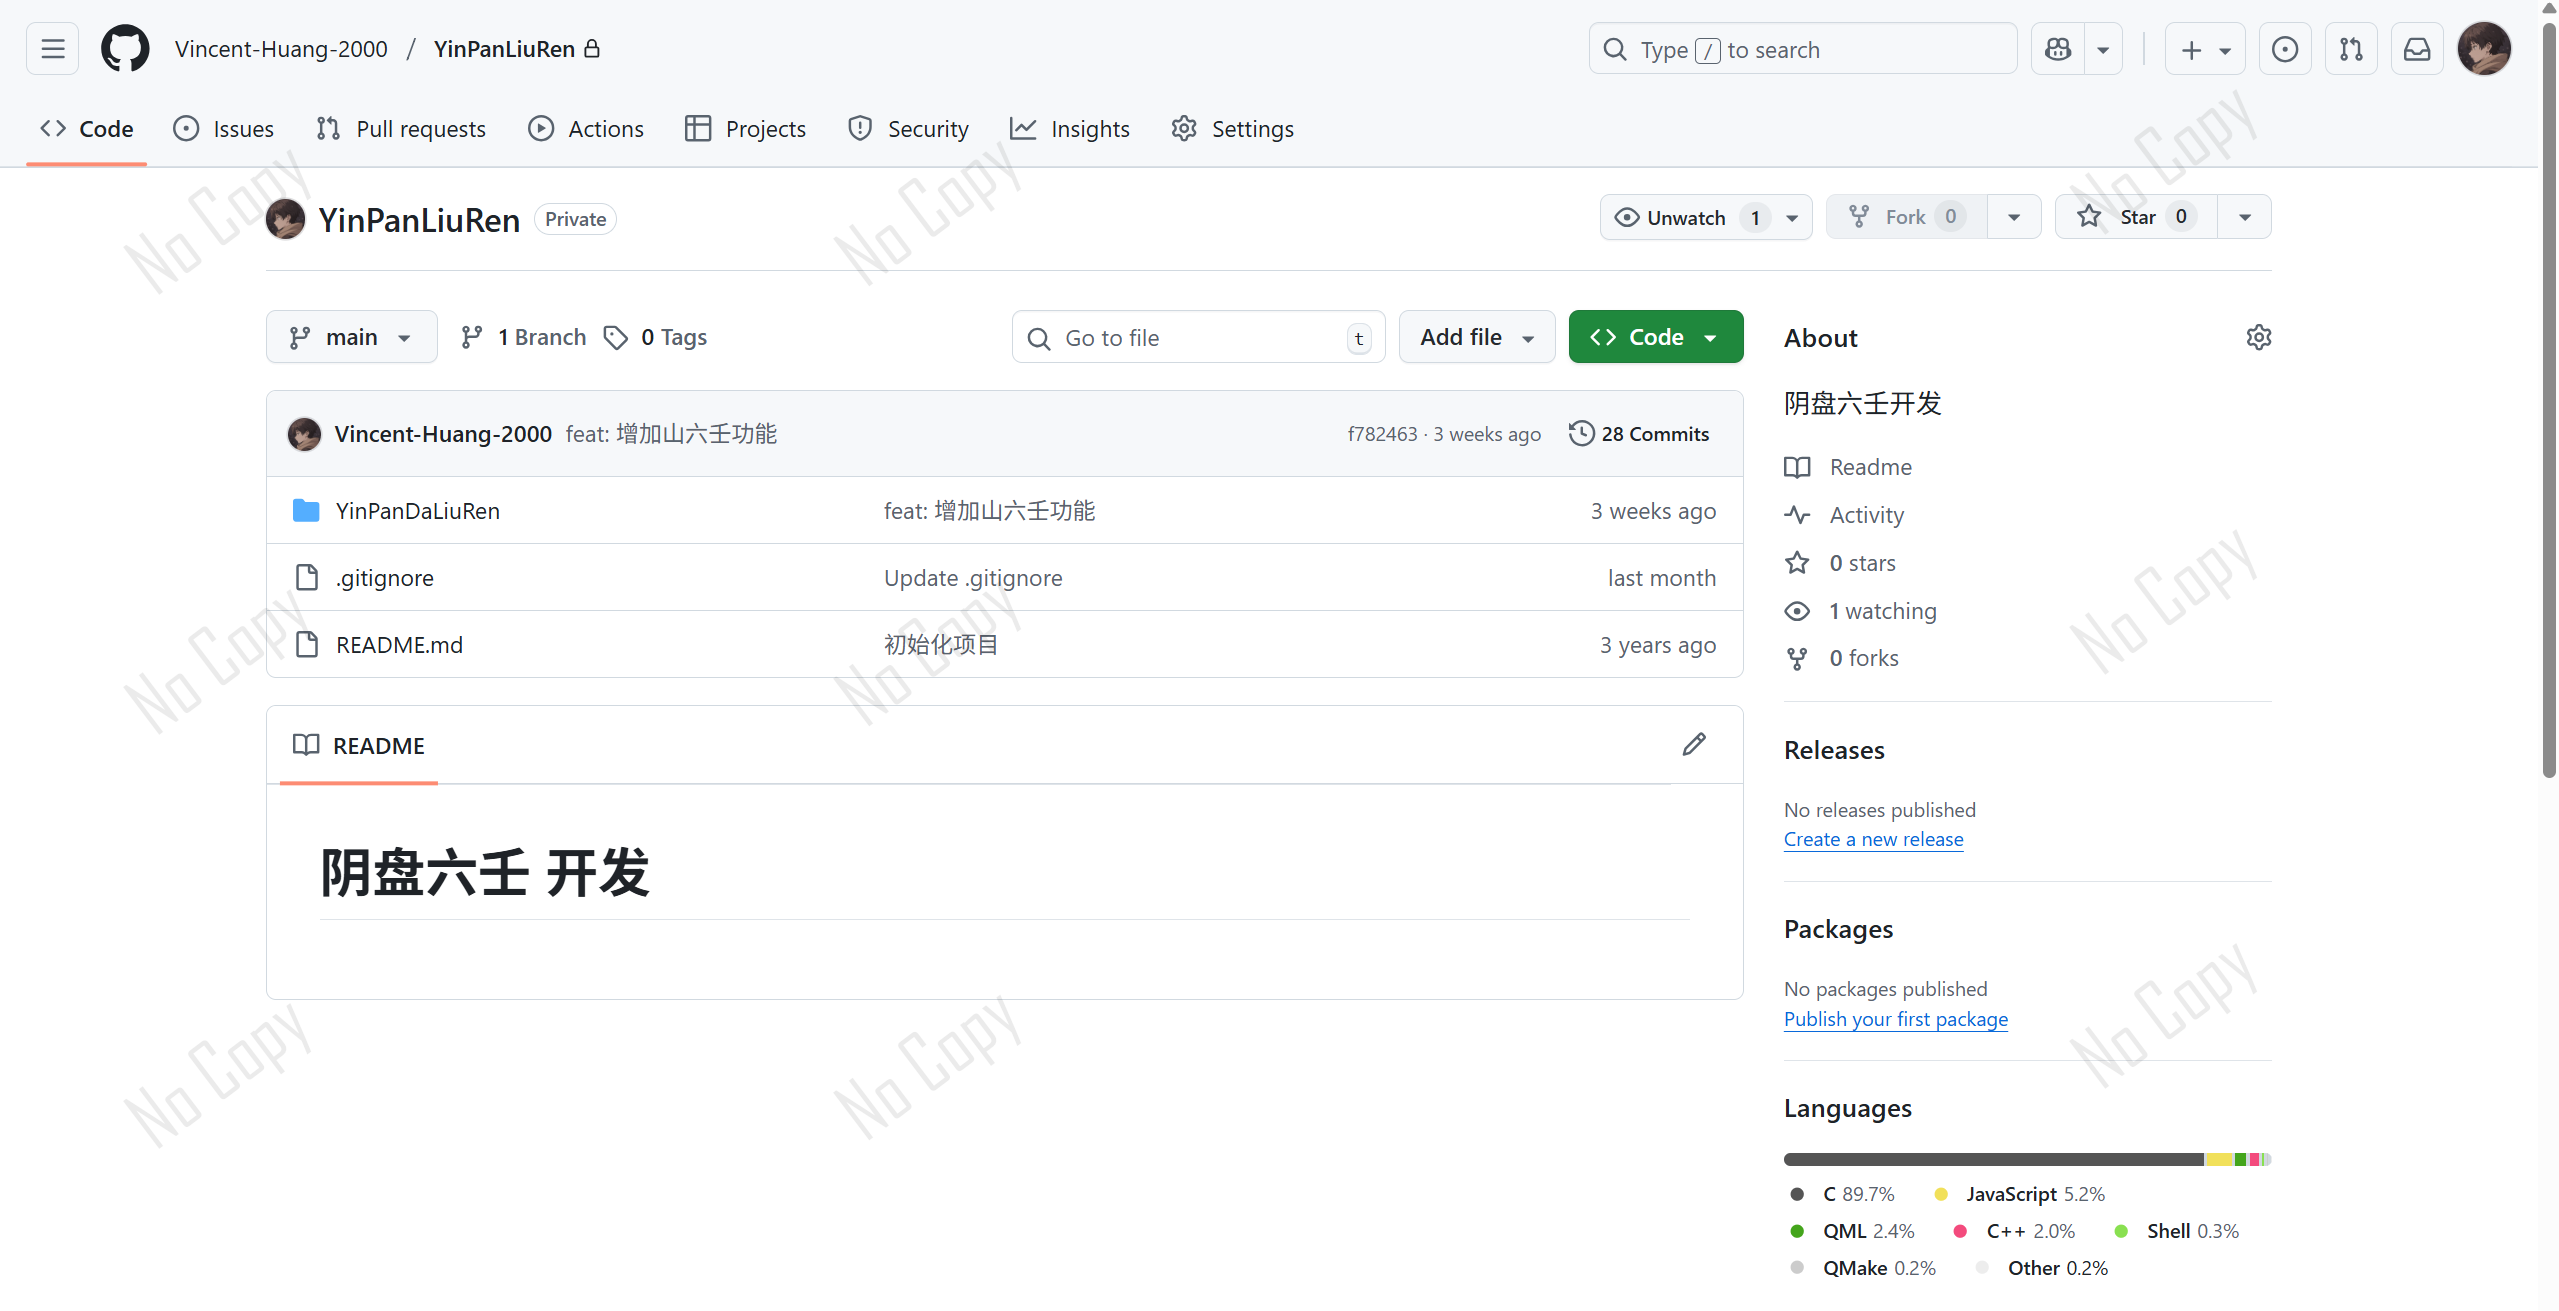 Vincent-Huang-2000 / YinPanLiuRen
Type / to search
Code Issues Pull requests Actions Projects Security Insights Settings
YinPanLiuRen Private
Unwatch 1 Fork 0 Star 0
main 1 Branch 0 Tags
Go to file t Add file Code
Vincent-Huang-2000 feat: 增加山六壬功能 f782463 · 3 weeks ago 28 Commits
YinPanDaLiuRen feat: 增加山六壬功能 3 weeks ago
.gitignore Update .gitignore last month
README.md 初始化项目 3 years ago
README
阴盘六壬 开发
About
阴盘六壬开发
Readme
Activity
0 stars
1 watching
0 forks
Releases
No releases published
Create a new release
Packages
No packages published
Publish your first package
Languages
C 89.7% JavaScript 5.2%
QML 2.4% C++ 2.0% Shell 0.3%
QMake 0.2% Other 0.2%
No Copy
No Copy
No Copy
No Copy
No Copy
No Copy
No Copy
No Copy
No Copy